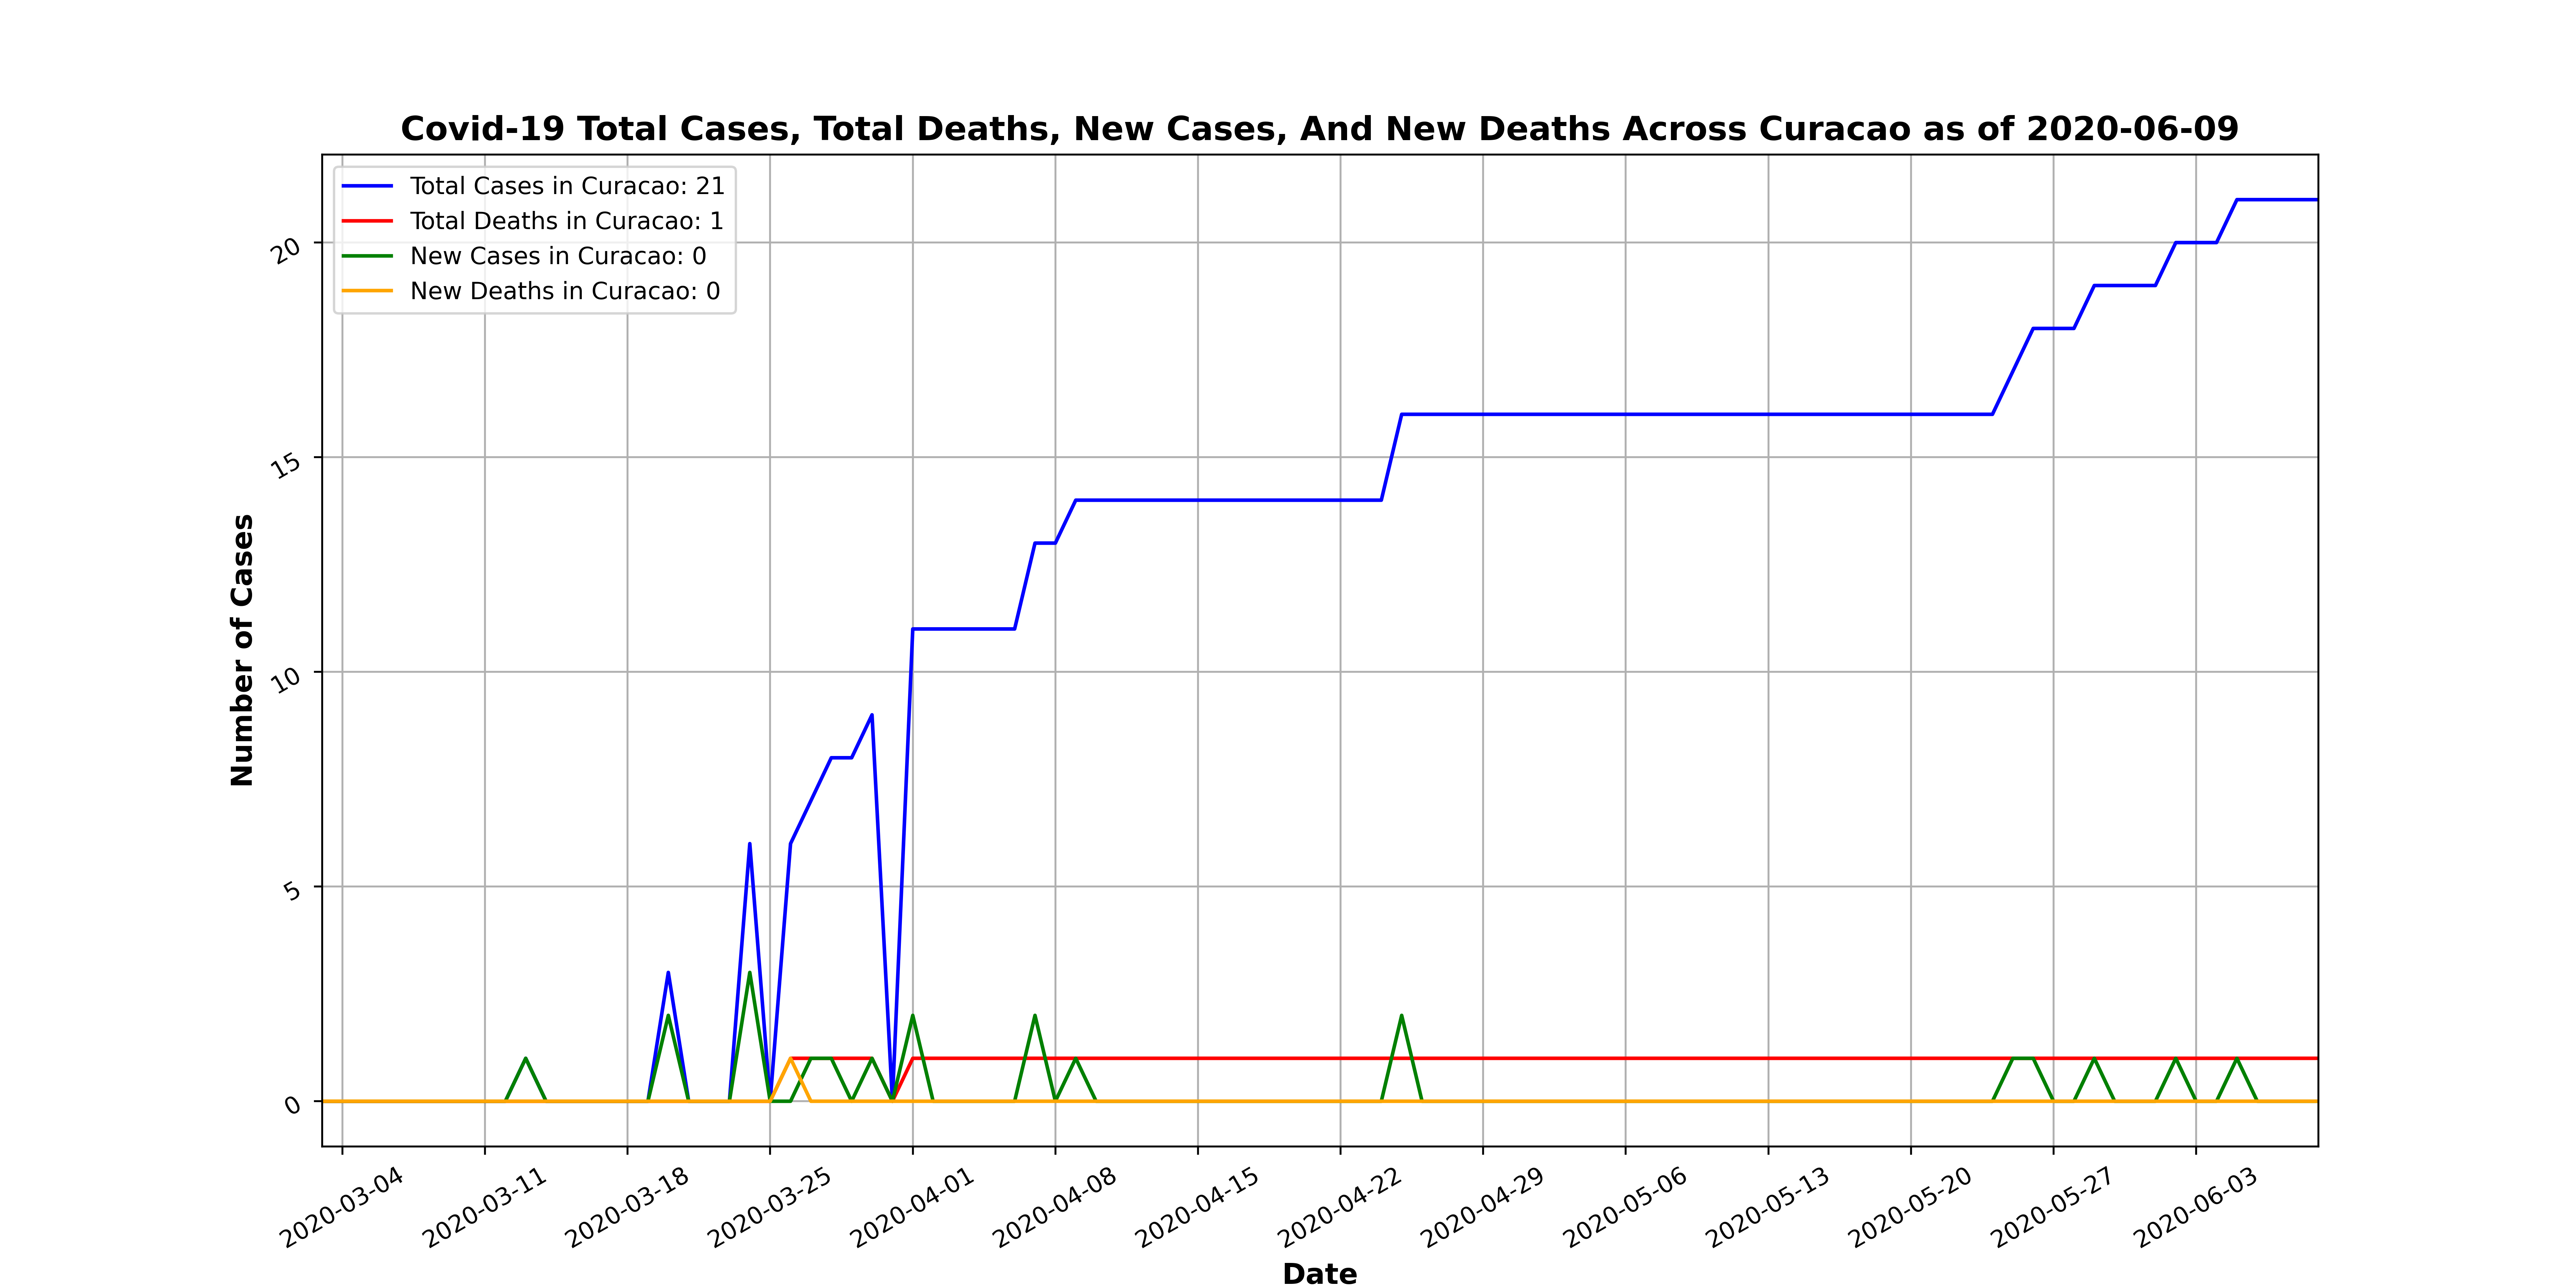 Covid-19 Total Cases, Total Deaths, New Cases, And New Deaths Across Curacao as of 2020-06-09
Total Cases in Curacao: 21
Total Deaths in Curacao: 1
New Cases in Curacao: 0
New Deaths in Curacao: 0
Number of Cases
20
15
10
5
0
2020-03-04
2020-03-11
2020-03-18
2020-03-25
2020-04-01
2020-04-08
2020-04-15
2020-04-22
2020-04-29
2020-05-06
2020-05-13
2020-05-20
2020-05-27
2020-06-03
Date